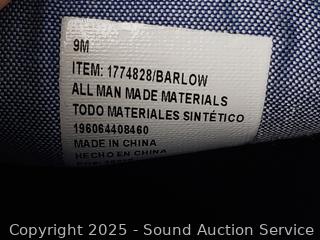 9M
ITEM: 1774828/BARLOW
ALL MAN MADE MATERIALS
TODO MATERIALES SINTÉTICO
196064408460
MADE IN CHINA
HECHO EN CHINA
Copyright © 2025 - Sound Auction Service